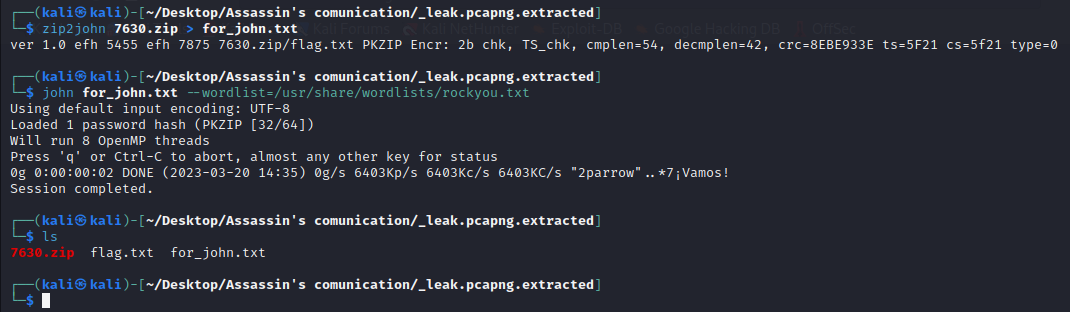 (kali㉿kali)-[~/Desktop/Assassin's comunication/_leak.pcapng.extracted]
$ zip2john 7630.zip > for_john.txt
ver 1.0 efh 5455 efh 7875 7630.zip/flag.txt PKZIP Encr: 2b chk, TS_chk, cmplen=54, decmplen=42, crc=8EBE933E ts=5F21 cs=5f21 type=0
(kali㉿kali)-[~/Desktop/Assassin's comunication/_leak.pcapng.extracted]
$ john for_john.txt --wordlist=/usr/share/wordlists/rockyou.txt
Using default input encoding: UTF-8
Loaded 1 password hash (PKZIP [32/64])
Will run 8 OpenMP threads
Press 'q' or Ctrl-C to abort, almost any other key for status
0g 0:00:00:02 DONE (2023-03-20 14:35) 0g/s 6403Kp/s 6403Kc/s 6403KC/s "2parrow"..*7¡Vamos!
Session completed.
(kali㉿kali)-[~/Desktop/Assassin's comunication/_leak.pcapng.extracted]
$ ls
7630.zip flag.txt for_john.txt
(kali㉿kali)-[~/Desktop/Assassin's comunication/_leak.pcapng.extracted]
$